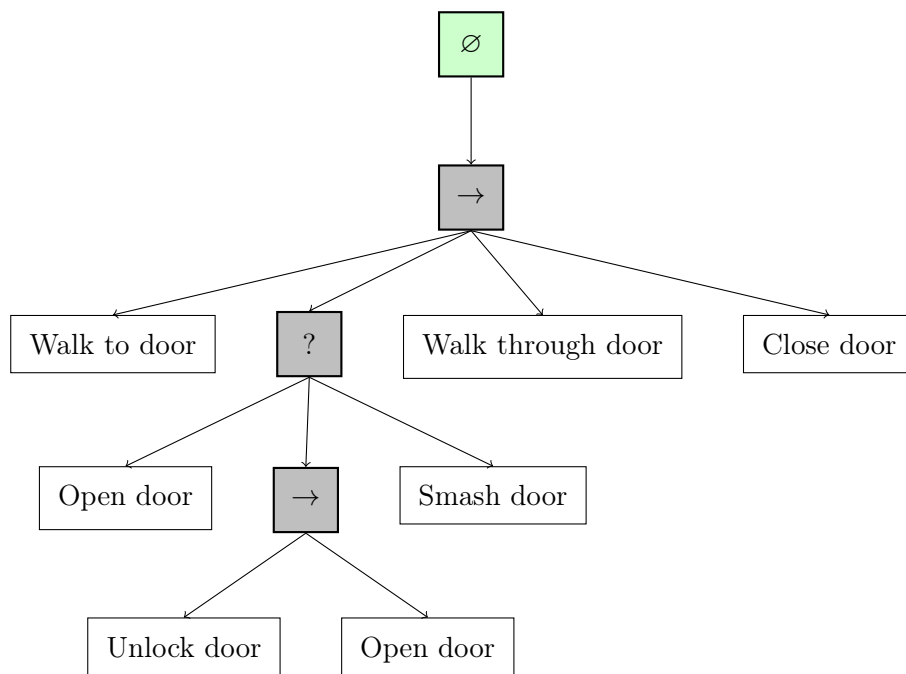 ∅
→
Walk to door
?
Walk through door
Close door
Open door
→
Smash door
Unlock door
Open door